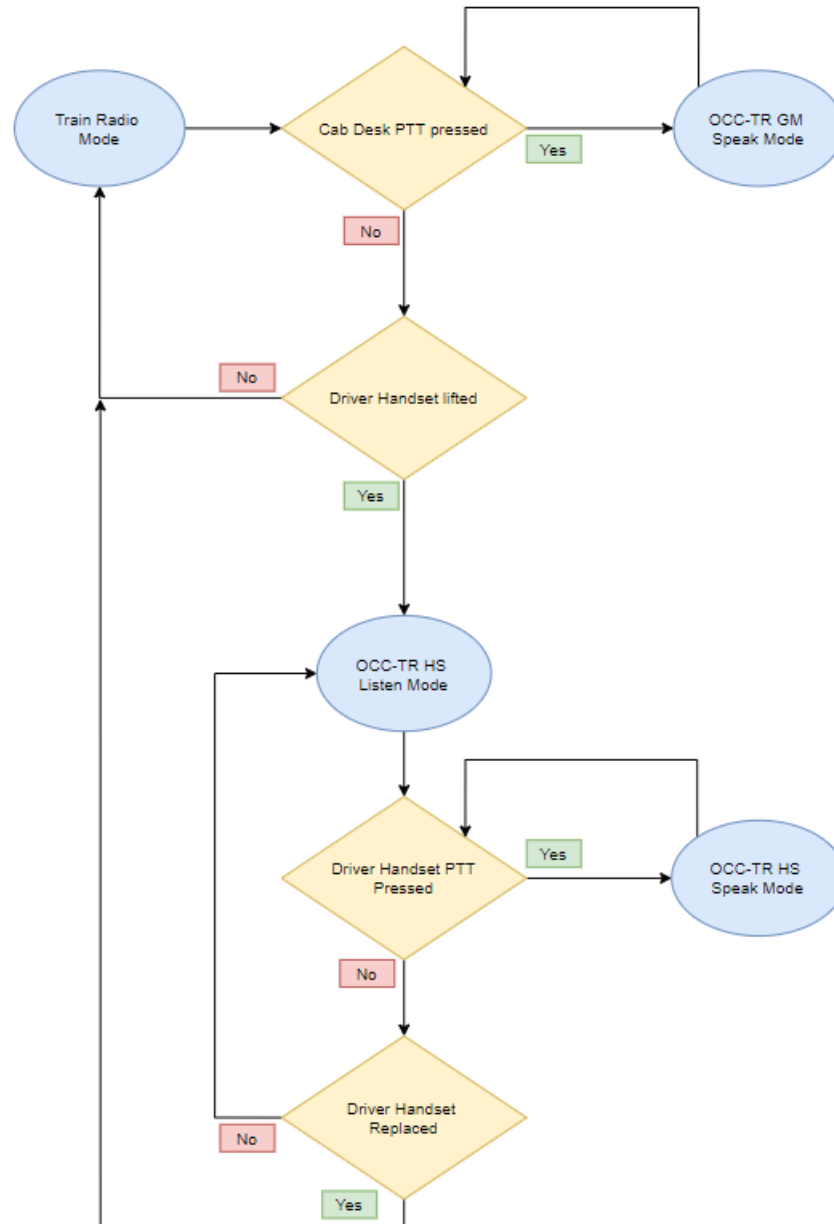 Train Radio
Mode
Cab Desk PTT pressed
OCC-TR GM
Speak Mode
Yes
No
No
Driver Handset lifted
Yes
OCC-TR HS
Listen Mode
Driver Handset PTT
Pressed
Yes
OCC-TR HS
Speak Mode
No
Driver Handset
Replaced
No
Yes